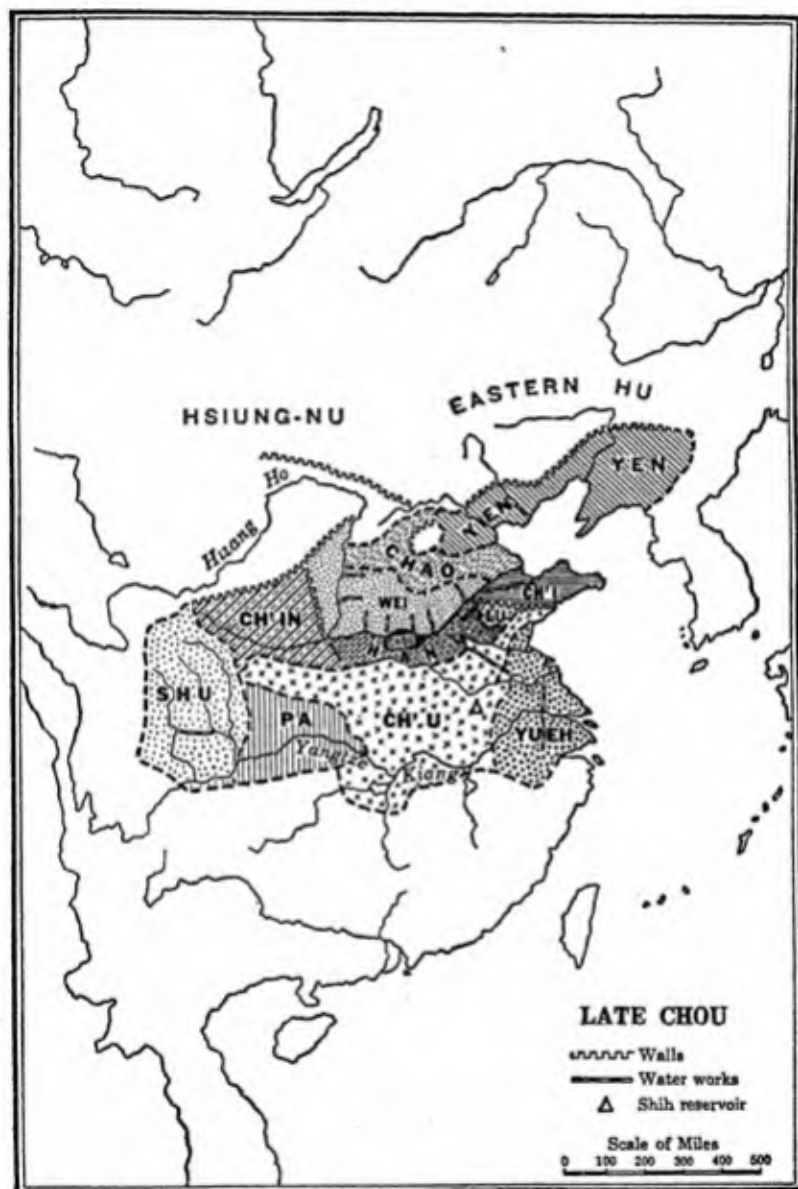 EASTERN HU
HSIUNG-NU
YEN
Huang Ho
YEN
CHAO
CH'I
WEI
LU
CH'IN
HAN
SHU
PA
CH'U
YUEH
Yangtze Kiang
LATE CHOU
Walls
Water works
Shih reservoir
Scale of Miles
0 100 200 300 400 500